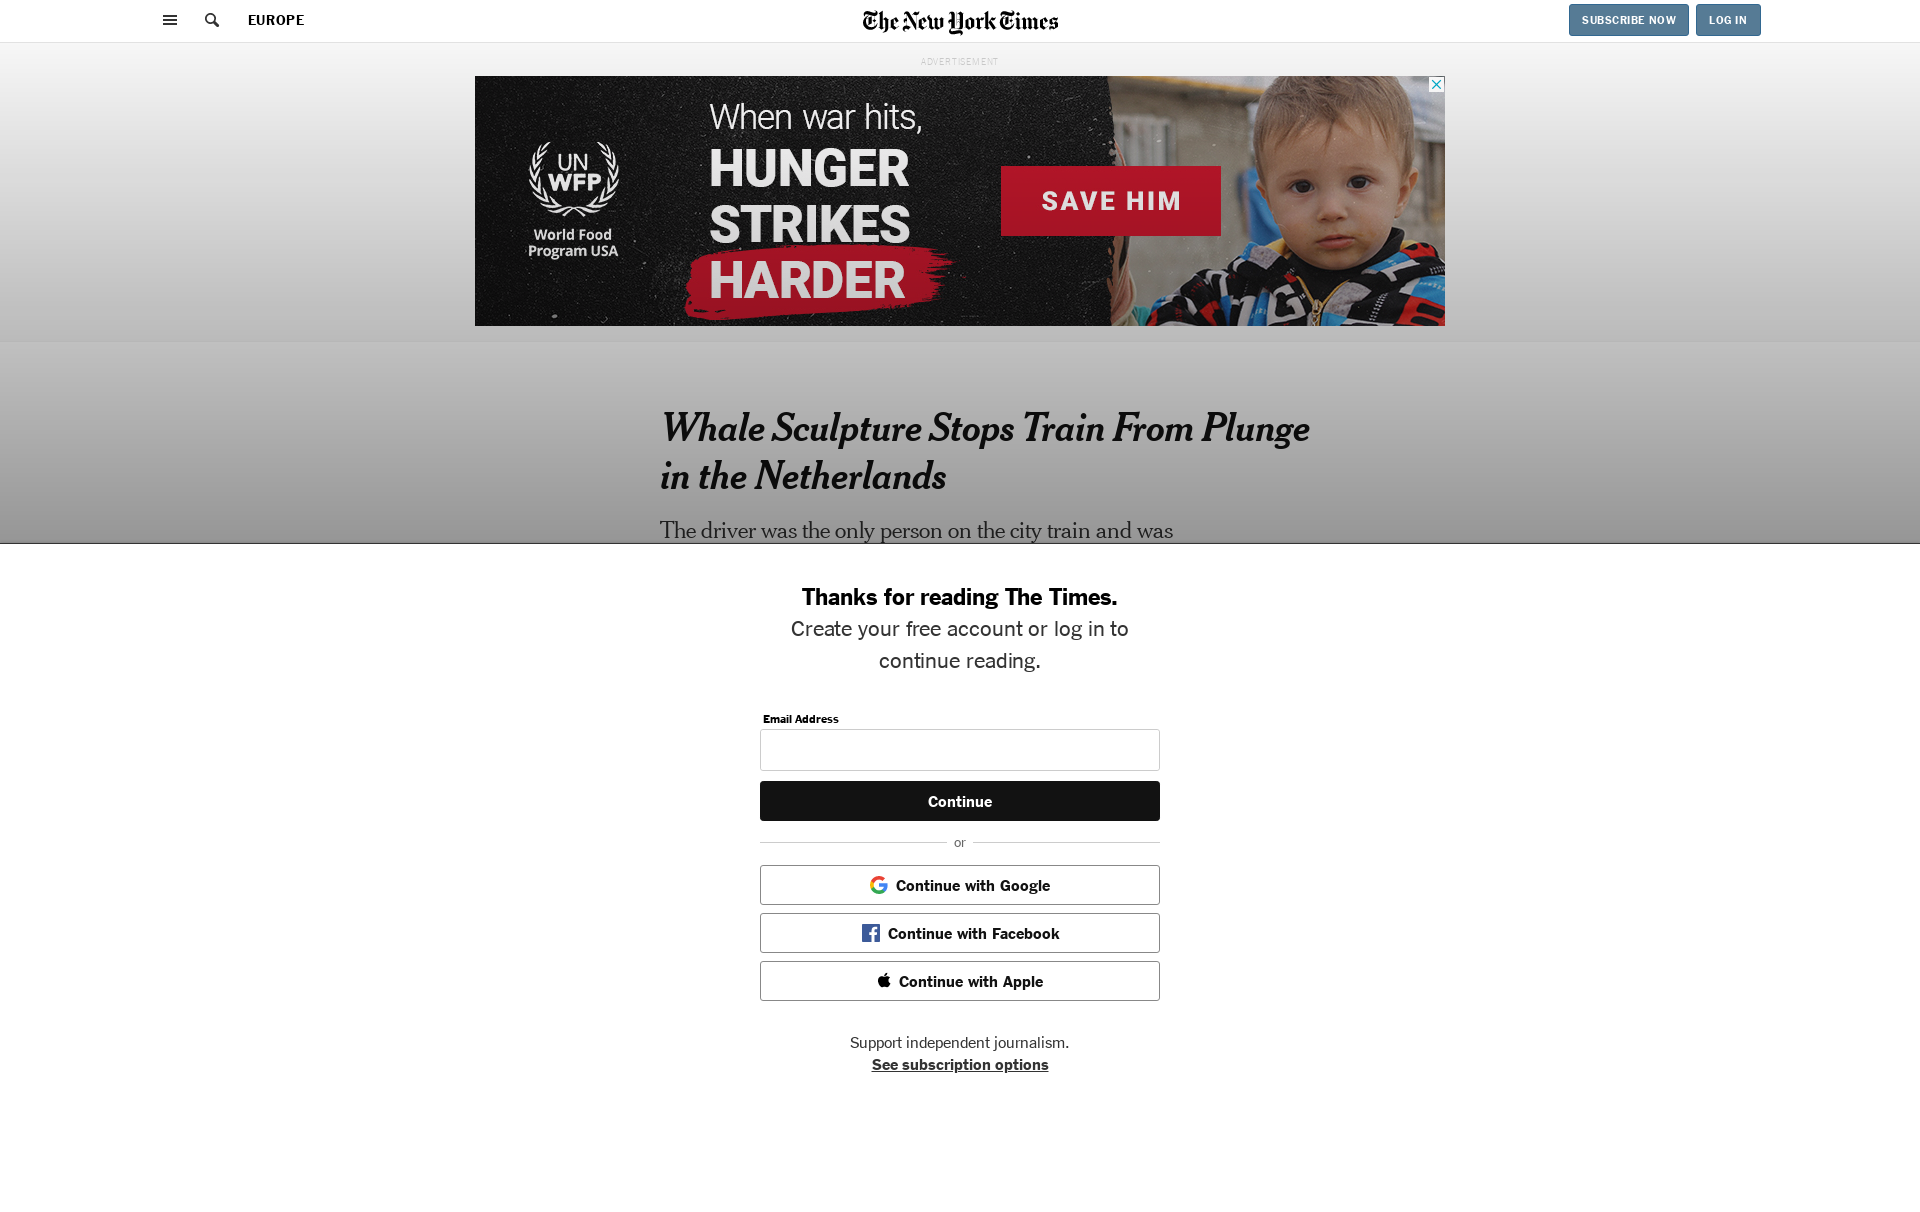 EUROPE
The New York Times
SUBSCRIBE NOW
LOG IN
ADVERTISEMENT
UN
WFP
World Food
Program USA
When war hits,
HUNGER
STRIKES
HARDER
SAVE HIM
Whale Sculpture Stops Train From Plunge
in the Netherlands
The driver was the only person on the city train and was
Thanks for reading The Times.
Create your free account or log in to
continue reading.
Email Address
Continue
or
Continue with Google
Continue with Facebook
Continue with Apple
Support independent journalism.
See subscription options